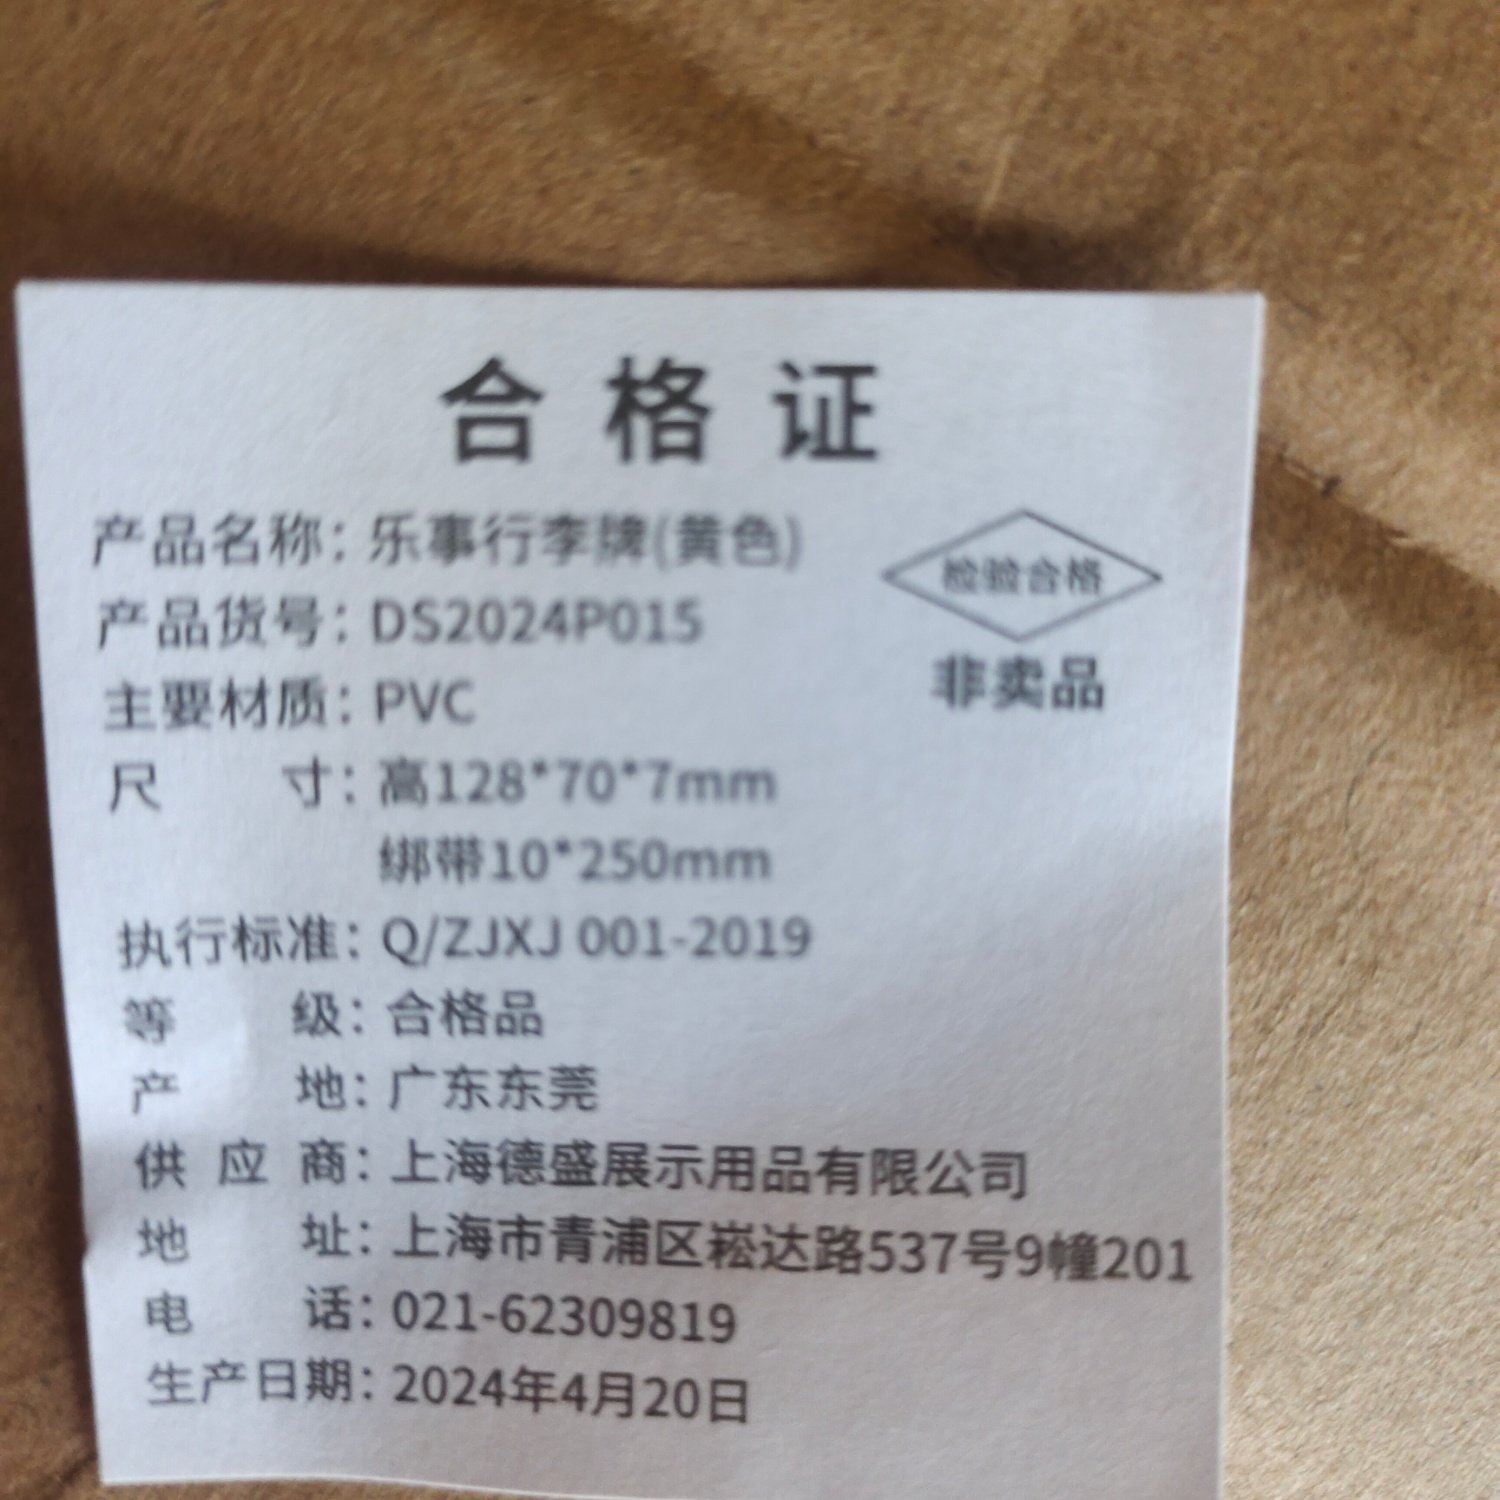 合格证
产品名称：乐事行李牌(黄色)
检验合格
产品货号：DS2024P015
非卖品
主要材质：PVC
尺寸：高128*70*7mm
绑带10*250mm
执行标准：Q/ZJXJ 001-2019
等级：合格品
产地：广东东莞
供应商：上海德盛展示用品有限公司
地址：上海市青浦区崧达路537号9幢201
电话：021-62309819
生产日期：2024年4月20日